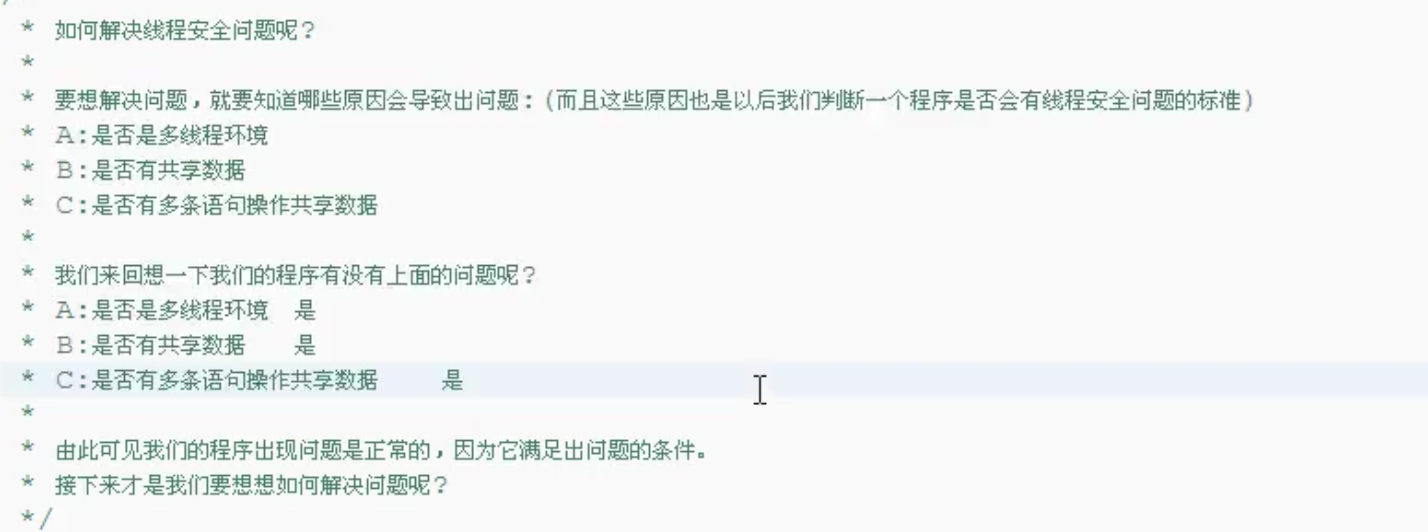 * 如何解决线程安全问题呢？
*
* 要想解决问题，就要知道哪些原因会导致出问题：(而且这些原因也是以后我们判断一个程序是否会有线程安全问题的标准)
* A:是否是多线程环境
* B:是否有共享数据
* C:是否有多条语句操作共享数据
*
* 我们来回想一下我们的程序有没有上面的问题呢？
* A:是否是多线程环境 是
* B:是否有共享数据 是
* C:是否有多条语句操作共享数据 是
*
* 由此可见我们的程序出现问题是正常的，因为它满足出问题的条件。
* 接下来才是我们要想想如何解决问题呢？
*/